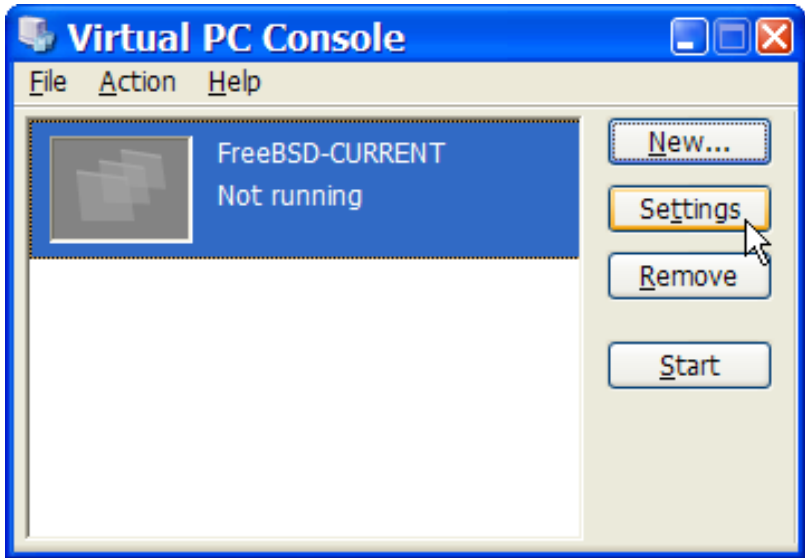 Virtual PC Console
File Action Help
FreeBSD-CURRENT
Not running
New...
Settings
Remove
Start